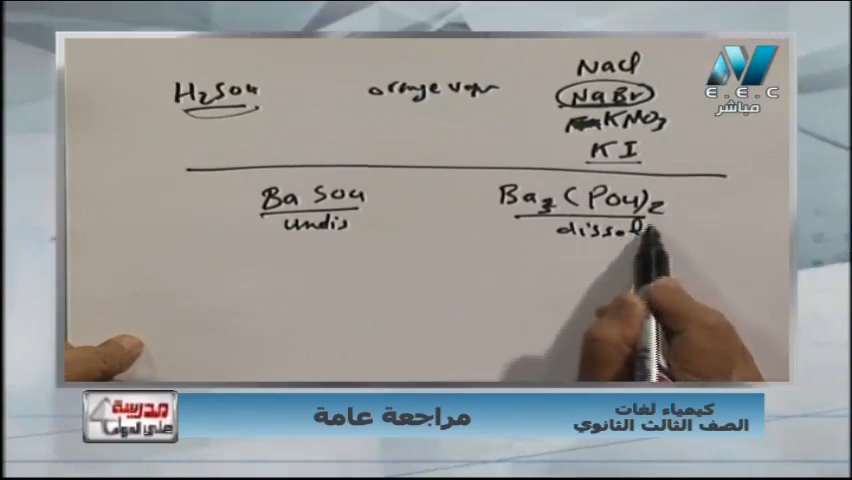 E.E.C
مباشر
H2SO4 orange vapor NaCl
NaBr
KNO3
KI
BaSO4 Ba3(PO4)2
undis dissol
مدرسة
على الهواء
مراجعة عامة
كيمياء لغات
الصف الثالث الثانوي